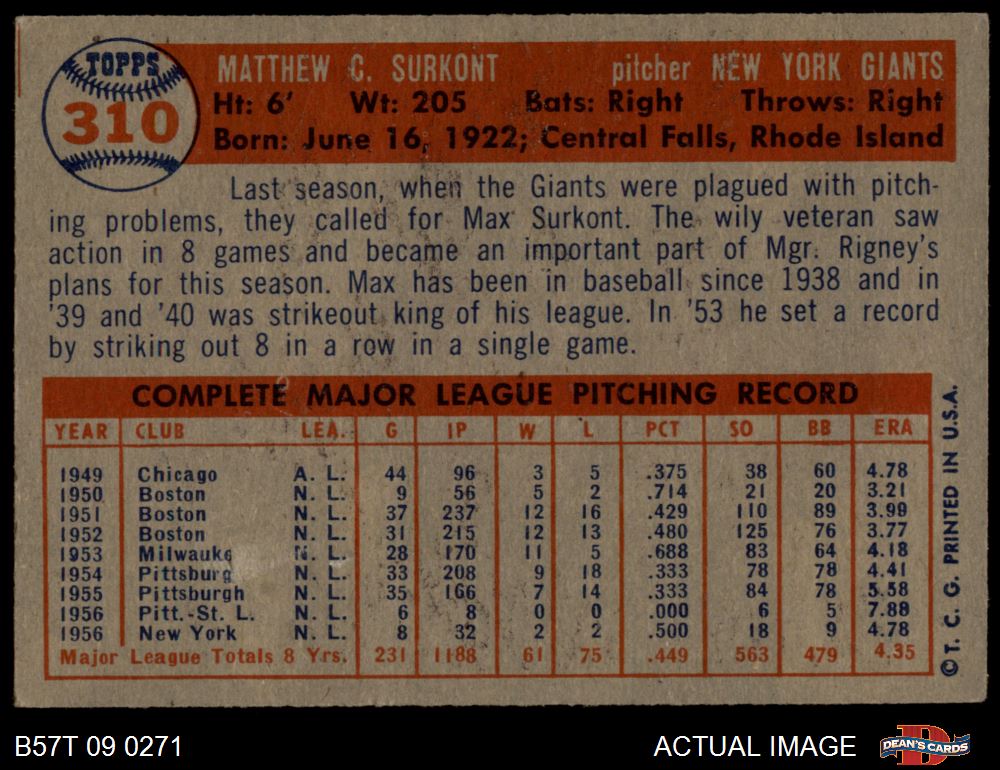 TOPPS
310
MATTHEW C. SURKONT pitcher NEW YORK GIANTS
Ht: 6' Wt: 205 Bats: Right Throws: Right
Born: June 16, 1922; Central Falls, Rhode Island
Last season, when the Giants were plagued with pitch-
ing problems, they called for Max Surkont. The wily veteran saw
action in 8 games and became an important part of Mgr. Rigney's
plans for this season. Max has been in baseball since 1938 and in
'39 and '40 was strikeout king of his league. In '53 he set a record
by striking out 8 in a row in a single game.
COMPLETE MAJOR LEAGUE PITCHING RECORD
YEAR CLUB LEA. G IP W L PCT SO BB ERA
1949 Chicago A. L. 44 96 3 5 .375 38 60 4.78
1950 Boston N. L. 9 56 5 2 .714 21 20 3.21
1951 Boston N. L. 37 237 12 16 .429 110 89 3.99
1952 Boston N. L. 31 215 12 13 .480 125 76 3.77
1953 Milwauke N. L. 28 170 11 5 .688 83 64 4.18
1954 Pittsburg N. L. 33 208 9 18 .333 78 78 4.41
1955 Pittsburgh N. L. 35 166 7 14 .333 84 78 5.58
1956 Pitt.-St. L. N. L. 6 8 0 0 .000 6 5 7.88
1956 New York N. L. 8 32 2 2 .500 18 9 4.78
Major League Totals 8 Yrs. 231 1188 61 75 .449 563 479 4.35
© T. C. G. PRINTED IN U.S.A.
B57T 09 0271
ACTUAL IMAGE
DEAN'S CARDS